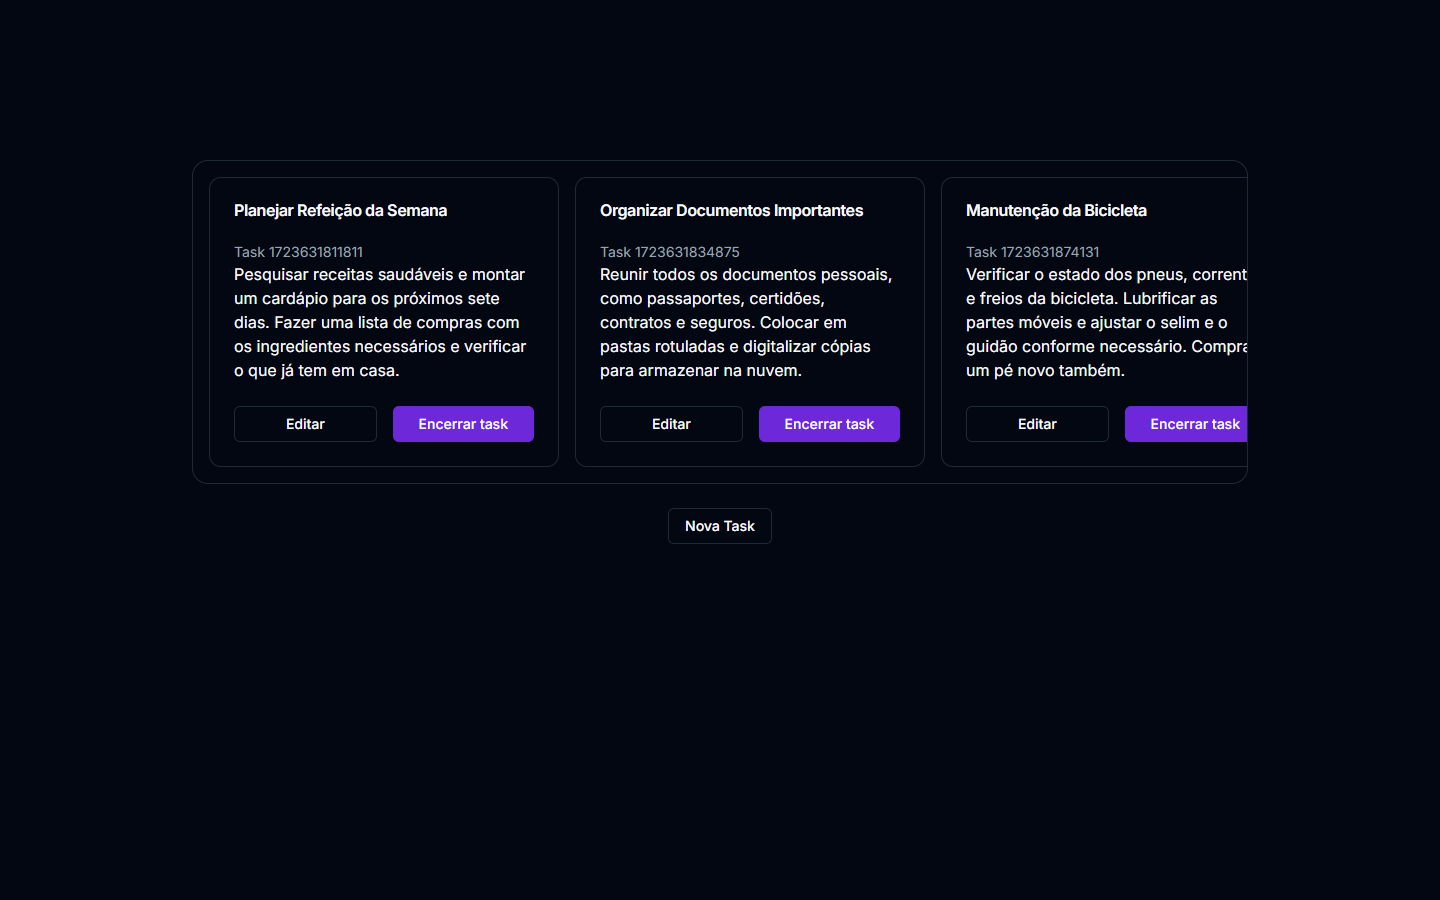 Planejar Refeição da Semana
Task 1723631811811
Pesquisar receitas saudáveis e montar
um cardápio para os próximos sete
dias. Fazer uma lista de compras com
os ingredientes necessários e verificar
o que já tem em casa.
Editar
Encerrar task
Organizar Documentos Importantes
Task 1723631834875
Reunir todos os documentos pessoais,
como passaportes, certidões,
contratos e seguros. Colocar em
pastas rotuladas e digitalizar cópias
para armazenar na nuvem.
Editar
Encerrar task
Manutenção da Bicicleta
Task 1723631874131
Verificar o estado dos pneus, corrent
e freios da bicicleta. Lubrificar as
partes móveis e ajustar o selim e o
guidão conforme necessário. Compra
um pé novo também.
Editar
Encerrar task
Nova Task